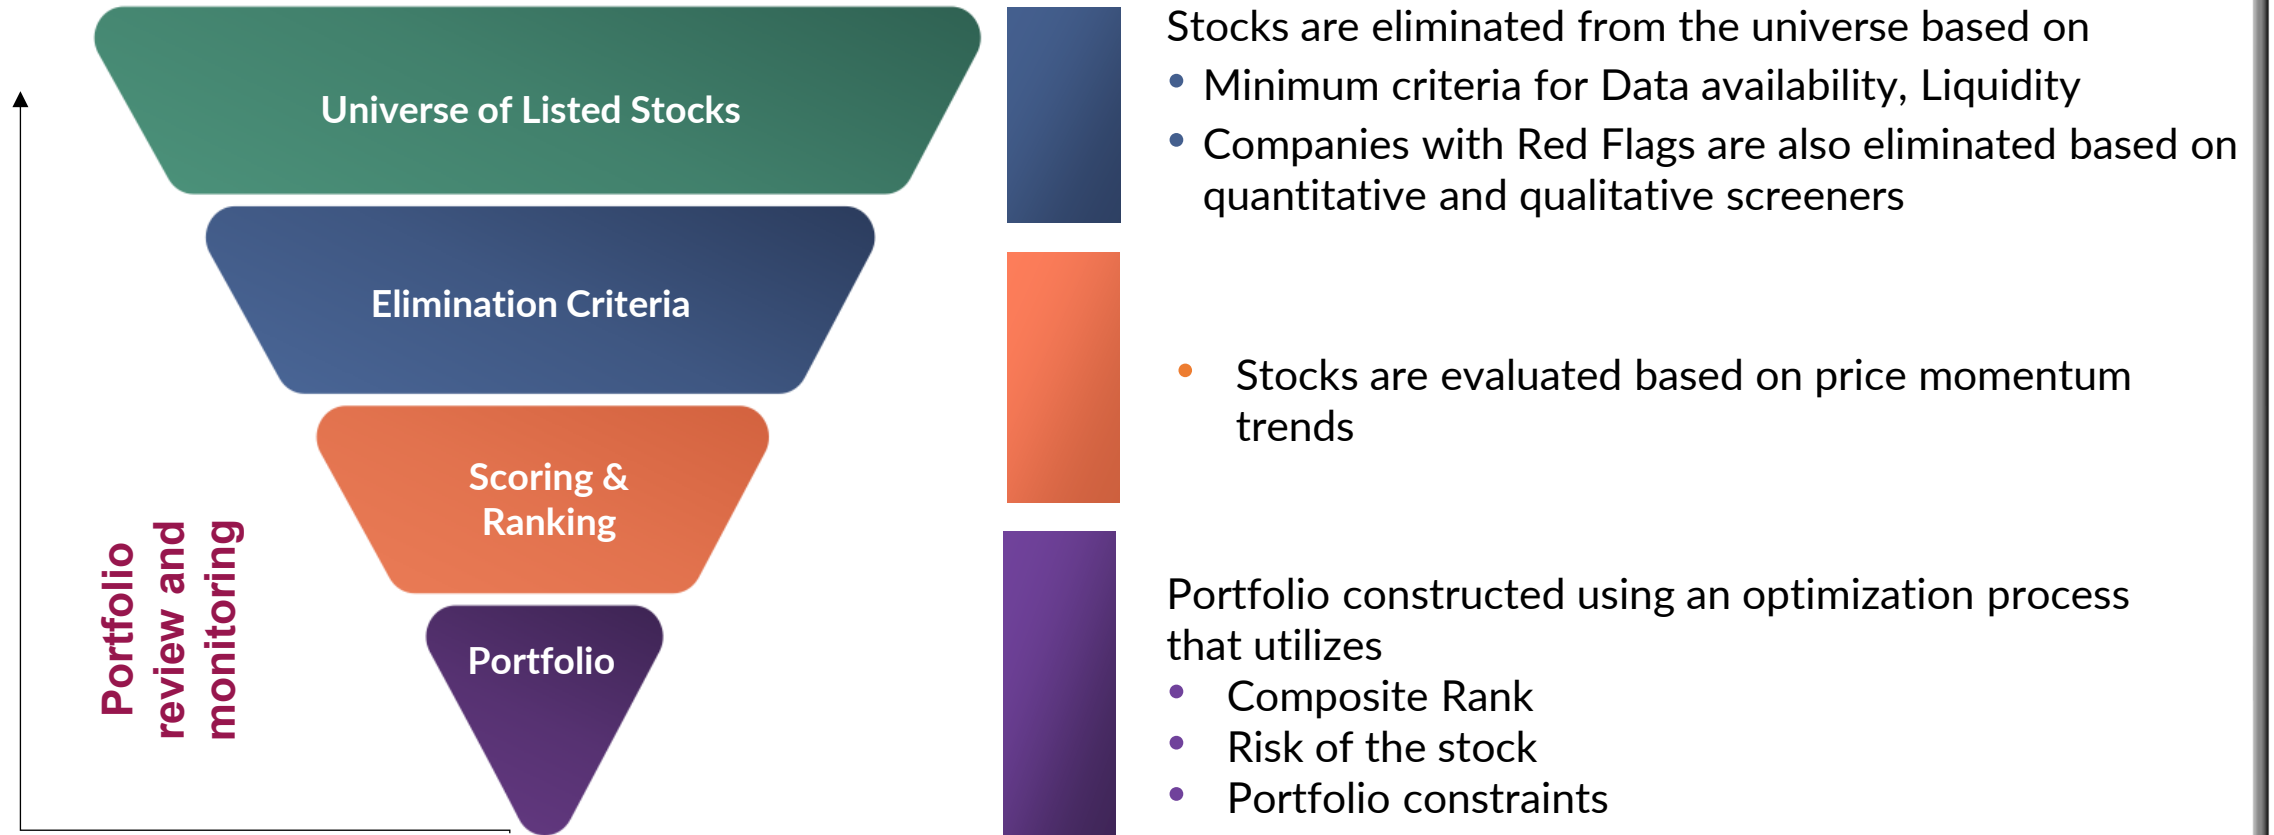 Universe of Listed Stocks
Elimination Criteria
Scoring &
Ranking
Portfolio
Portfolio
review and
monitoring
Stocks are eliminated from the universe based on
• Minimum criteria for Data availability, Liquidity
• Companies with Red Flags are also eliminated based on
quantitative and qualitative screeners
• Stocks are evaluated based on price momentum
trends
Portfolio constructed using an optimization process
that utilizes
• Composite Rank
• Risk of the stock
• Portfolio constraints